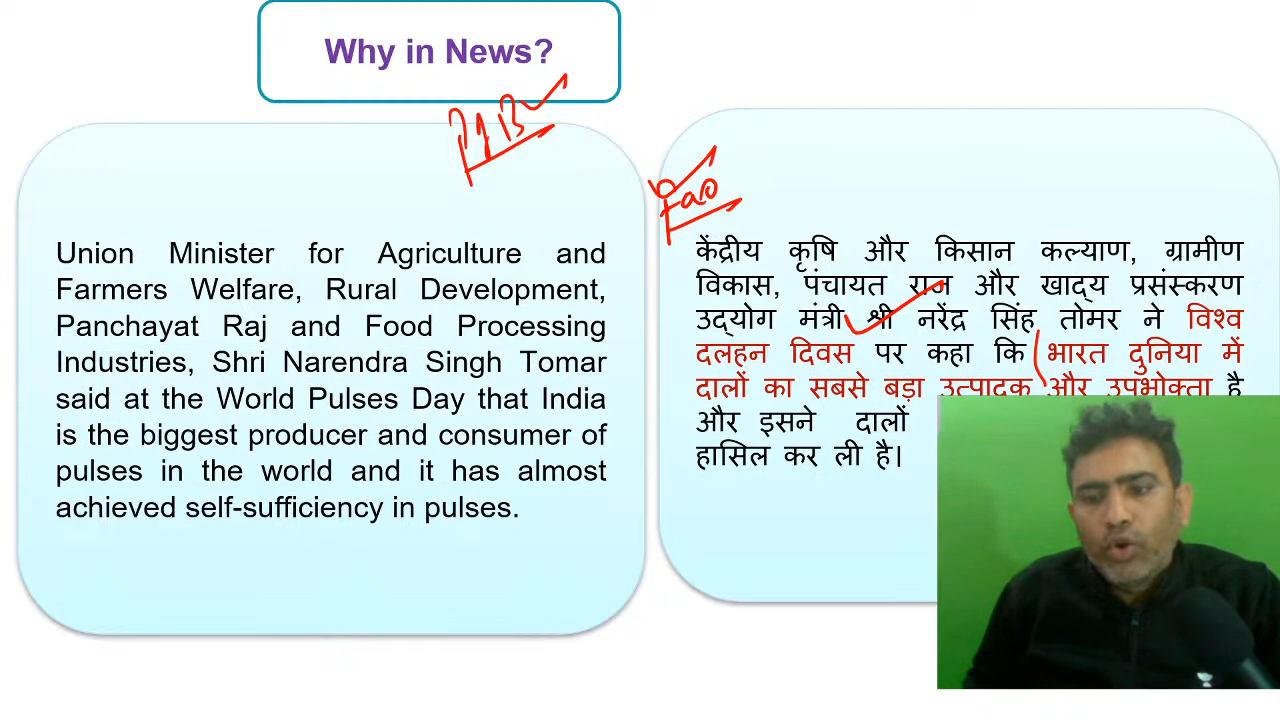 Why in News?
PIB
Fao
Union Minister for Agriculture and
Farmers Welfare, Rural Development,
Panchayat Raj and Food Processing
Industries, Shri Narendra Singh Tomar
said at the World Pulses Day that India
is the biggest producer and consumer of
pulses in the world and it has almost
achieved self-sufficiency in pulses.
केंद्रीय कृषि और किसान कल्याण, ग्रामीण
विकास, पंचायत राज और खाद्य प्रसंस्करण
उद्योग मंत्री श्री नरेंद्र सिंह तोमर ने विश्व
दलहन दिवस पर कहा कि भारत दुनिया में
दालों का सबसे बड़ा उत्पादक और उपभोक्ता है
और इसने दालों
हासिल कर ली है।